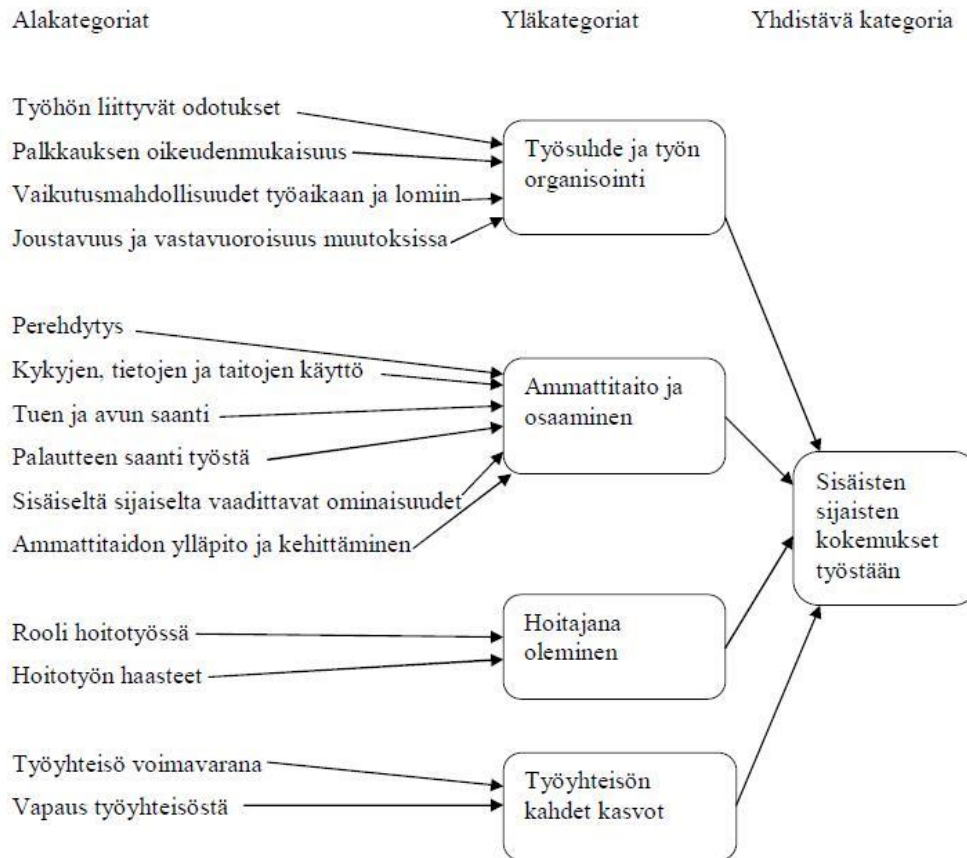 Alakategoriat
Yläkategoriat
Yhdistävä kategoria
Työhön liittyvät odotukset
Palkkauksen oikeudenmukaisuus
Vaikutusmahdollisuudet työaikaan ja lomiin
Joustavuus ja vastavuoroisuus muutoksissa
Työsuhde ja työn
organisointi
Perehdytys
Kykyjen, tietojen ja taitojen käyttö
Tuen ja avun saanti
Palautteen saanti työstä
Sisäiseltä sijaiselta vaadittavat ominaisuudet
Ammattitaidon ylläpito ja kehittäminen
Ammattitaito ja
osaaminen
Sisäisten
sijaisten
kokemukset
työstään
Rooli hoitotyössä
Hoitotyön haasteet
Hoitajana
oleminen
Työyhteisö voimavarana
Vapaus työyhteisöstä
Työyhteisön
kahdet kasvot